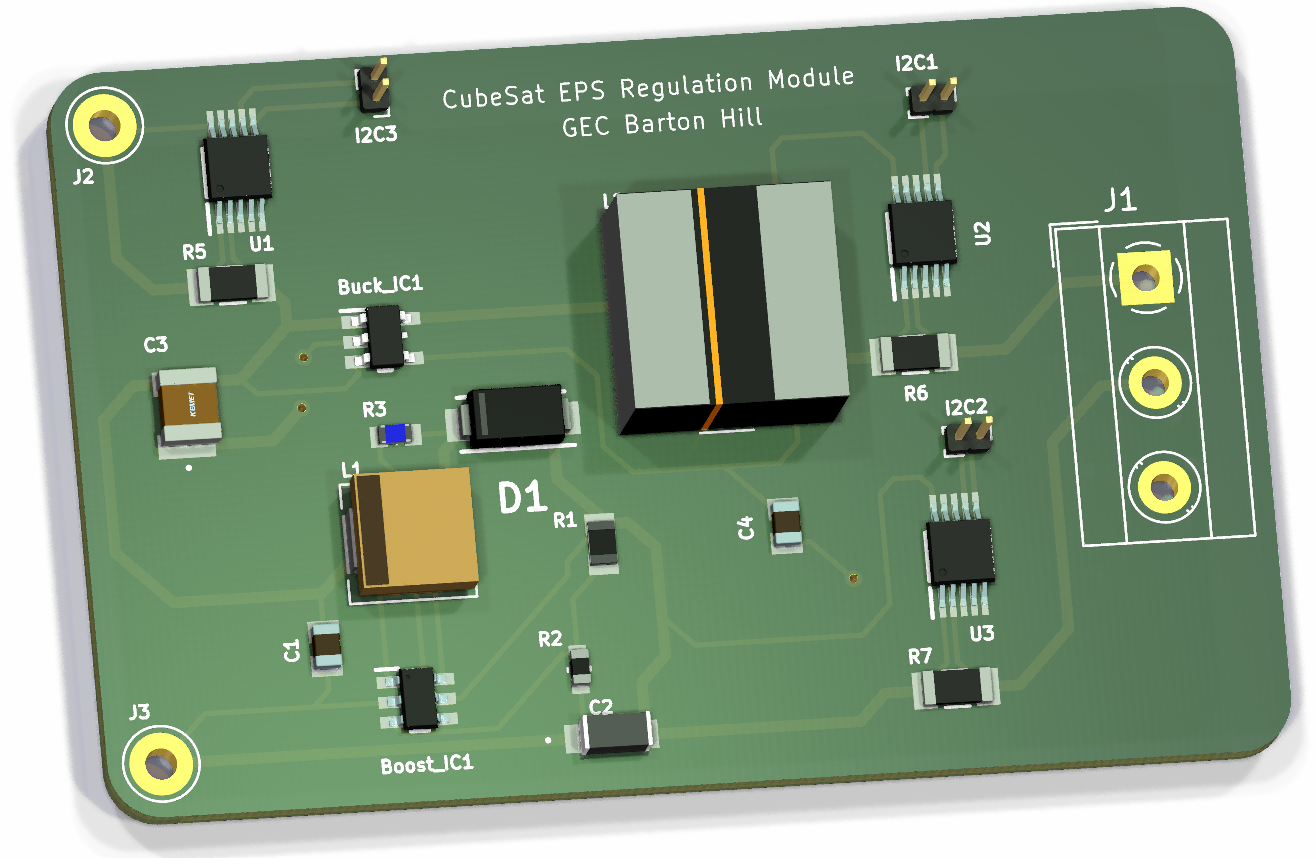 CubeSat EPS Regulation Module
GEC Barton Hill
I2C1
I2C3
J2
J1
U2
U1
R5
Buck_IC1
C3
KEMET
R6
R3
I2C2
L1
D1
R1
C4
C1
R2
U3
R7
C2
J3
Boost_IC1